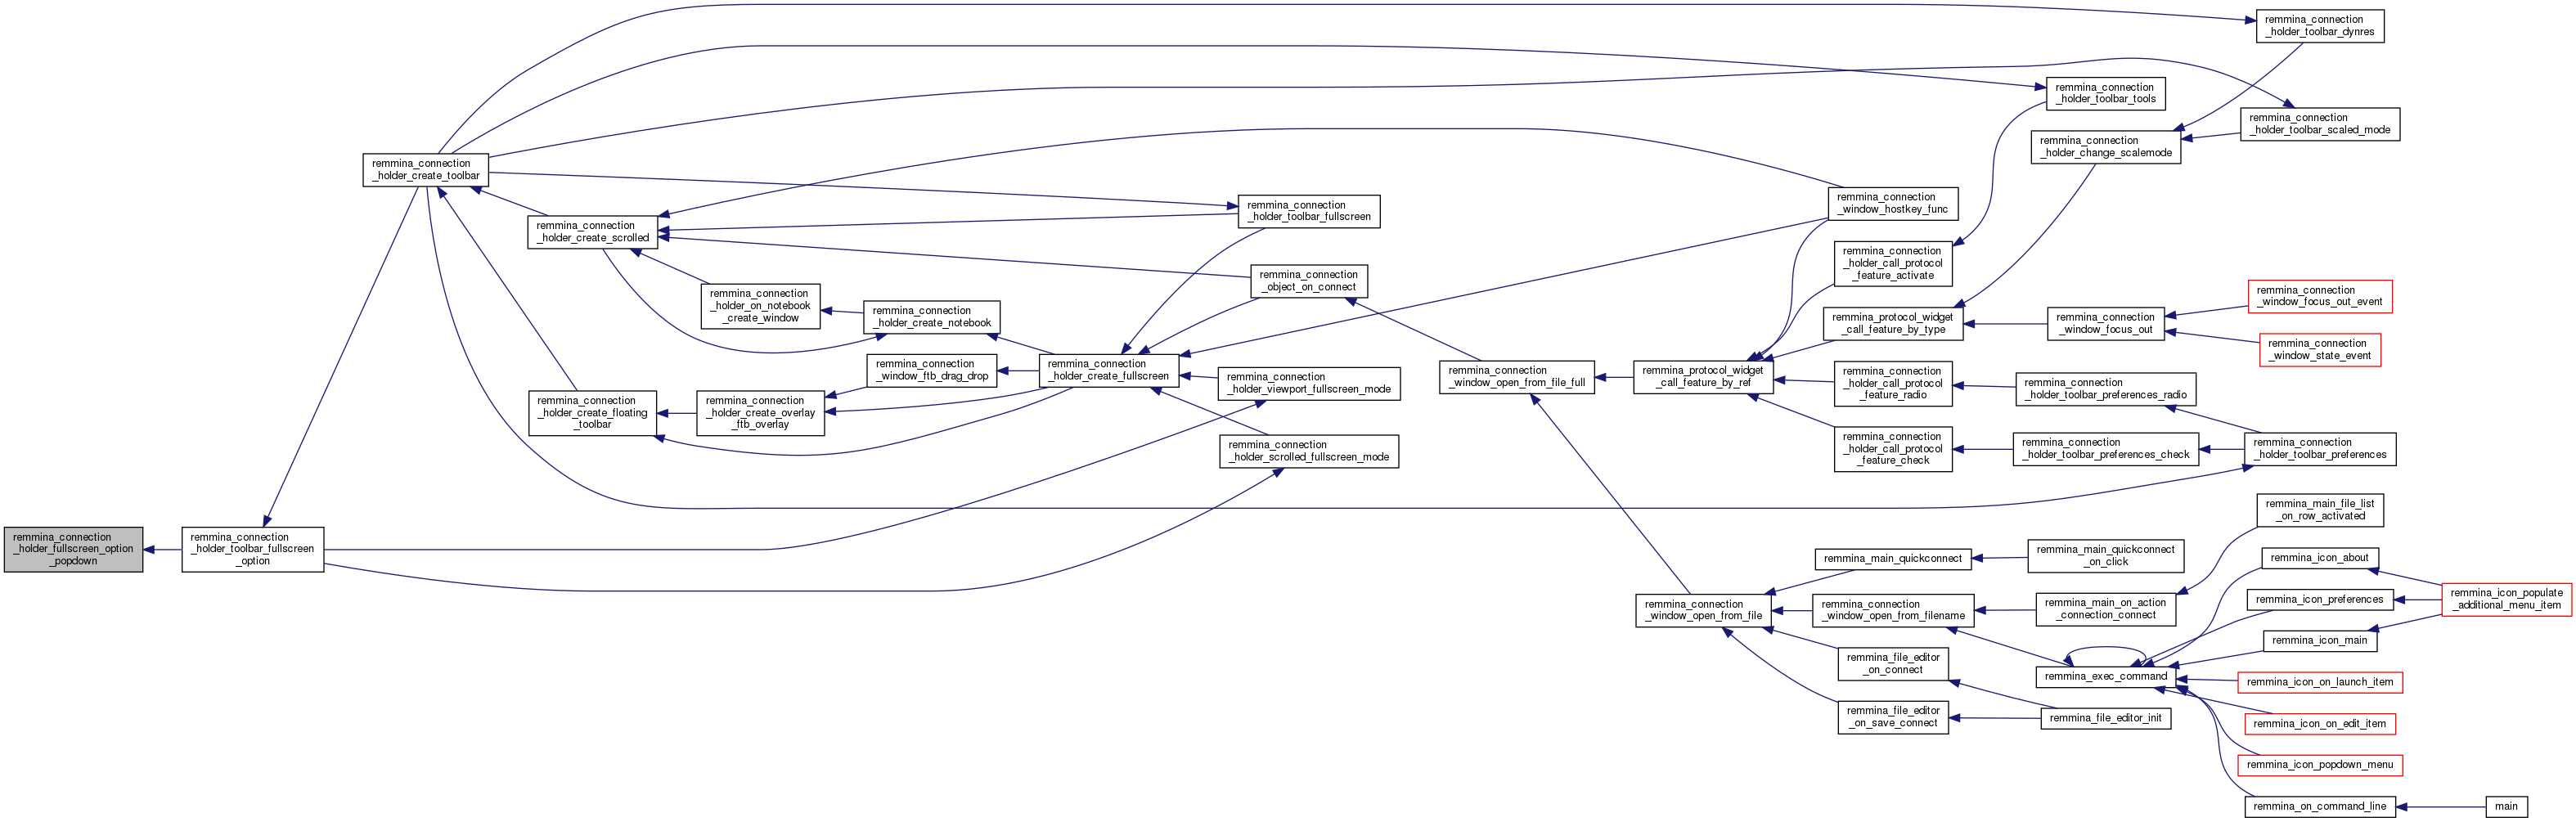 remmina_connection
_holder_fullscreen_option
_popdown
remmina_connection
_holder_toolbar_fullscreen
_option
remmina_connection
_holder_create_toolbar
remmina_connection
_holder_create_scrolled
remmina_connection
_holder_create_floating
_toolbar
remmina_connection
_holder_on_notebook
_create_window
remmina_connection
_holder_create_overlay
_ftb_overlay
remmina_connection
_holder_create_notebook
remmina_connection
_window_ftb_drag_drop
remmina_connection
_holder_create_fullscreen
remmina_connection
_holder_toolbar_fullscreen
remmina_connection
_object_on_connect
remmina_connection
_holder_viewport_fullscreen_mode
remmina_connection
_holder_scrolled_fullscreen_mode
remmina_connection
_window_open_from_file_full
remmina_protocol_widget
_call_feature_by_ref
remmina_connection
_window_open_from_file
remmina_connection
_window_hostkey_func
remmina_connection
_holder_call_protocol
_feature_activate
remmina_protocol_widget
_call_feature_by_type
remmina_connection
_holder_call_protocol
_feature_radio
remmina_connection
_holder_call_protocol
_feature_check
remmina_main_quickconnect
remmina_connection
_window_open_from_filename
remmina_file_editor
_on_connect
remmina_file_editor
_on_save_connect
remmina_connection
_holder_toolbar_tools
remmina_connection
_holder_change_scalemode
remmina_connection
_window_focus_out
remmina_connection
_holder_toolbar_preferences_radio
remmina_connection
_holder_toolbar_preferences_check
remmina_main_quickconnect
_on_click
remmina_main_on_action
_connection_connect
remmina_exec_command
remmina_file_editor_init
remmina_connection
_holder_toolbar_dynres
remmina_connection
_holder_toolbar_scaled_mode
remmina_connection
_window_focus_out_event
remmina_connection
_window_state_event
remmina_connection
_holder_toolbar_preferences
remmina_main_file_list
_on_row_activated
remmina_icon_about
remmina_icon_preferences
remmina_icon_main
remmina_icon_on_launch_item
remmina_icon_on_edit_item
remmina_icon_popdown_menu
remmina_on_command_line
remmina_icon_populate
_additional_menu_item
main